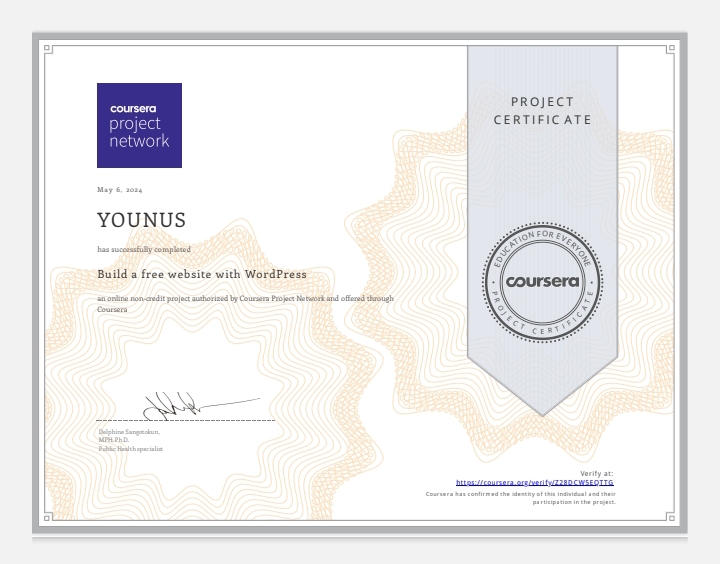 coursera
project
network
May 6, 2024
YOUNUS
has successfully completed
Build a free website with WordPress
an online non-credit project authorized by Coursera Project Network and offered through
Coursera
Delphine Sangotokun,
MPH.Ph.D.
Public Health specialist
PROJECT
CERTIFICATE
EDUCATION FOR EVERYONE
coursera
PROJECT CERTIFICATE
Verify at:
https://coursera.org/verify/Z28DCW5EQTTG
Coursera has confirmed the identity of this individual and their
participation in the project.